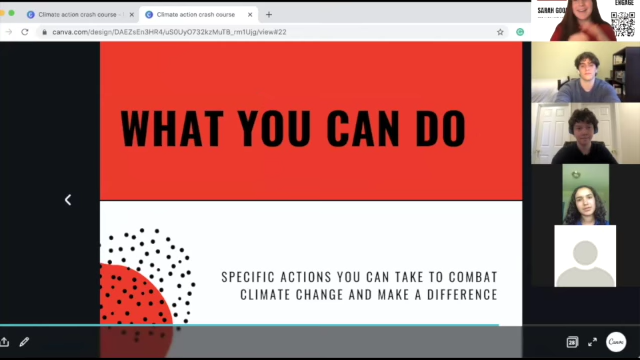 Climate action crash course
Climate action crash course
canva.com/design/DAEZsEn3HR4/uS0UyO732kzMuTB_rm1Ujg/view#22
ENGAGE
WHAT YOU CAN DO
SPECIFIC ACTIONS YOU CAN TAKE TO COMBAT
CLIMATE CHANGE AND MAKE A DIFFERENCE
Canva